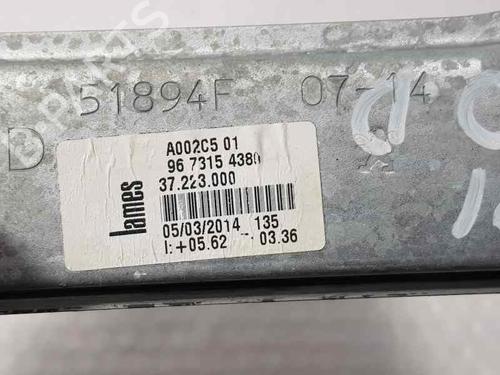 51894F 07-14
D
A002C5 01
96 7315 4380
37.223.000
lames
05/03/2014 135
I:+05.62 -:03.36